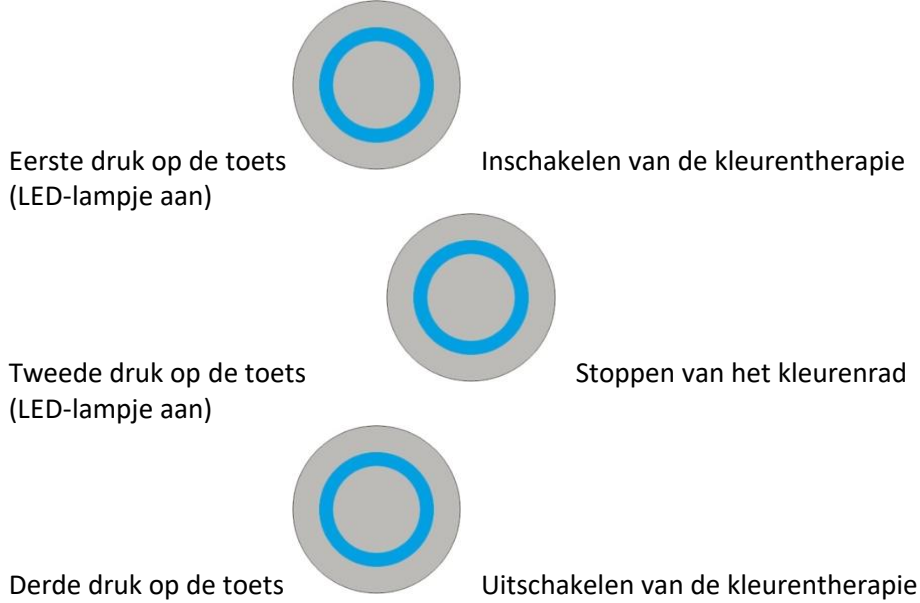 Eerste druk op de toets Inschakelen van de kleurentherapie
(LED-lampje aan)
Tweede druk op de toets Stoppen van het kleurenrad
(LED-lampje aan)
Derde druk op de toets Uitschakelen van de kleurentherapie